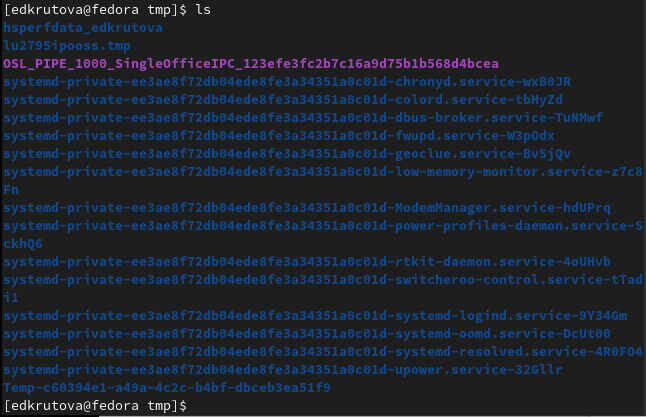 [edkrutova@fedora tmp]$ ls
hsperfdata_edkrutova
lu2795ipooss.tmp
OSL_PIPE_1000_SingleOfficeIPC_123efe3fc2b7c16a9d75b1b568d4bcea
systemd-private-ee3ae8f72db04ede8fe3a34351a0c01d-chronyd.service-wxB0JR
systemd-private-ee3ae8f72db04ede8fe3a34351a0c01d-colord.service-tbHyZd
systemd-private-ee3ae8f72db04ede8fe3a34351a0c01d-dbus-broker.service-TuNMwf
systemd-private-ee3ae8f72db04ede8fe3a34351a0c01d-fwupd.service-W3pOdx
systemd-private-ee3ae8f72db04ede8fe3a34351a0c01d-geoclue.service-BvSjQv
systemd-private-ee3ae8f72db04ede8fe3a34351a0c01d-low-memory-monitor.service-z7c8
Fn
systemd-private-ee3ae8f72db04ede8fe3a34351a0c01d-ModemManager.service-hdUPrq
systemd-private-ee3ae8f72db04ede8fe3a34351a0c01d-power-profiles-daemon.service-S
ckhQ6
systemd-private-ee3ae8f72db04ede8fe3a34351a0c01d-rtkit-daemon.service-4oUHvb
systemd-private-ee3ae8f72db04ede8fe3a34351a0c01d-switcheroo-control.service-tTad
i1
systemd-private-ee3ae8f72db04ede8fe3a34351a0c01d-systemd-logind.service-9Y34Gm
systemd-private-ee3ae8f72db04ede8fe3a34351a0c01d-systemd-oomd.service-DcUt00
systemd-private-ee3ae8f72db04ede8fe3a34351a0c01d-systemd-resolved.service-4R0FO4
systemd-private-ee3ae8f72db04ede8fe3a34351a0c01d-upower.service-32Gllr
Temp-c60394e1-a49a-4c2c-b4bf-dbceb3ea51f9
[edkrutova@fedora tmp]$